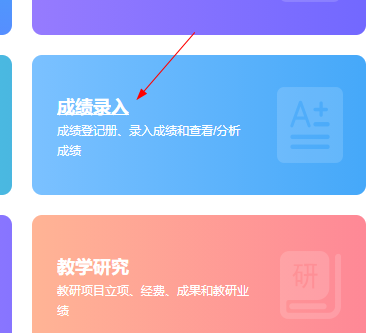 成绩录入
成绩登记册、录入成绩和查看/分析
成绩
A+
教学研究
教研项目立项、经费、成果和教研业
绩
研